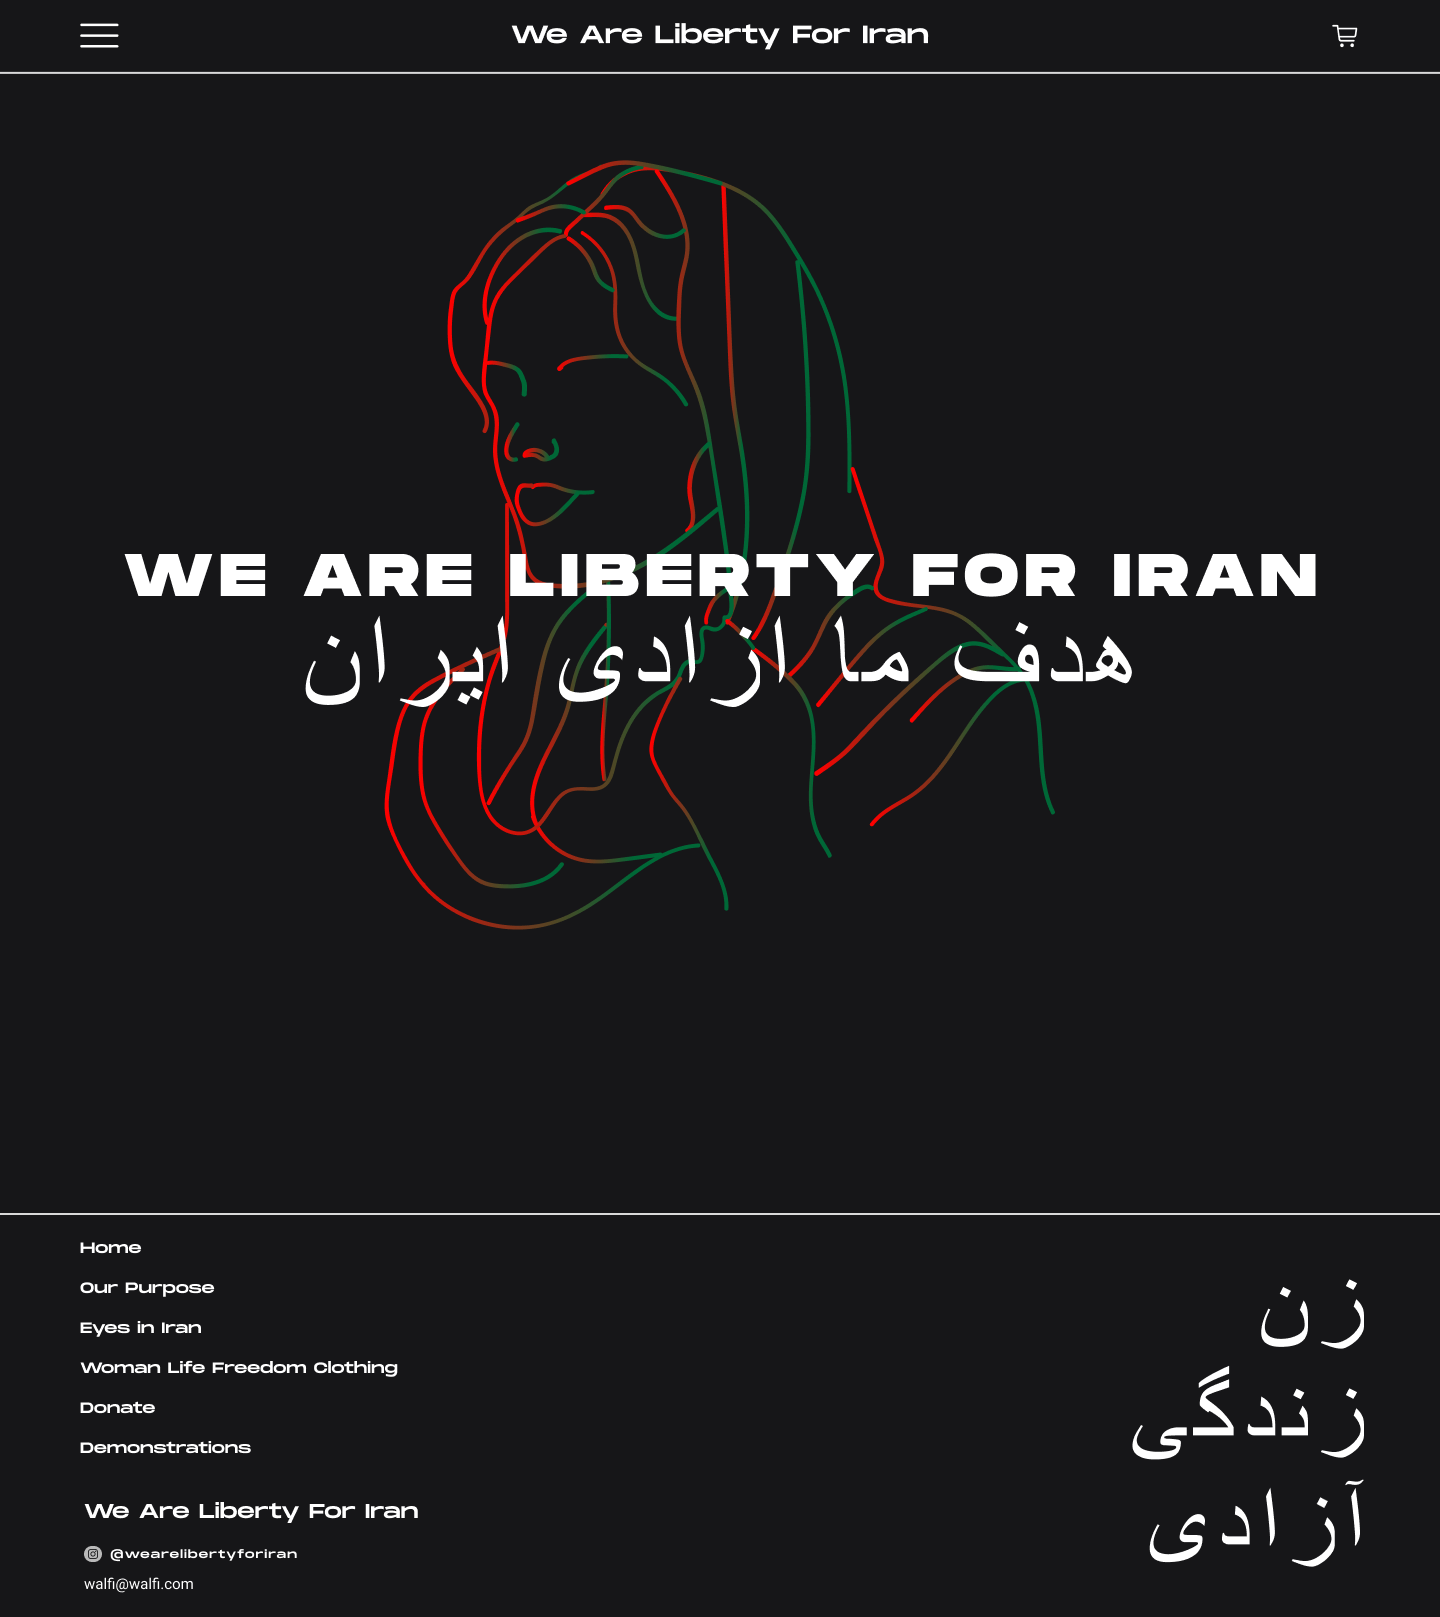 We Are Liberty For Iran
WE ARE LIBERTY FOR IRAN
هدف ما ازادی ایران
Home
Our Purpose
Eyes in Iran
Woman Life Freedom Clothing
Donate
Demonstrations
We Are Liberty For Iran
@wearelibertyforiran
walfi@walfi.com
زن
زندگی
آزادی